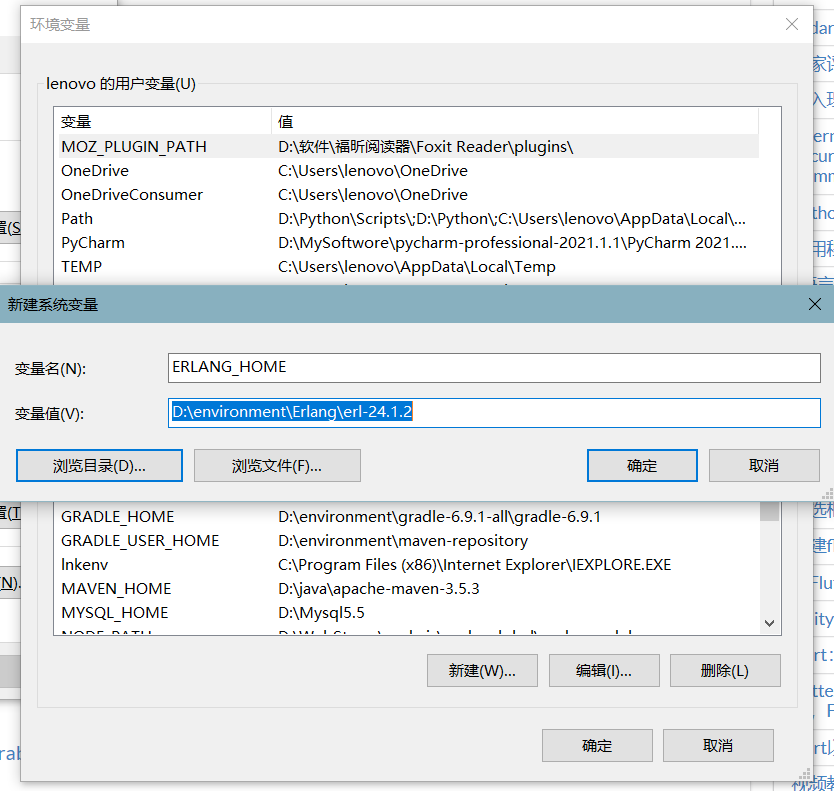 环境变量
lenovo 的用户变量(U)
变量 值
MOZ_PLUGIN_PATH D:\软件\福昕阅读器\Foxit Reader\plugins\
OneDrive C:\Users\lenovo\OneDrive
OneDriveConsumer C:\Users\lenovo\OneDrive
Path D:\Python\Scripts\;D:\Python\;C:\Users\lenovo\AppData\Local\...
PyCharm D:\MySoftwore\pycharm-professional-2021.1.1\PyCharm 2021....
TEMP C:\Users\lenovo\AppData\Local\Temp
新建系统变量
变量名(N): ERLANG_HOME
变量值(V): D:\environment\Erlang\erl-24.1.2
浏览目录(D)... 浏览文件(F)... 确定 取消
GRADLE_HOME D:\environment\gradle-6.9.1-all\gradle-6.9.1
GRADLE_USER_HOME D:\environment\maven-repository
lnkenv C:\Program Files (x86)\Internet Explorer\IEXPLORE.EXE
MAVEN_HOME D:\java\apache-maven-3.5.3
MYSQL_HOME D:\Mysql5.5
新建(W)... 编辑(I)... 删除(L)
确定 取消